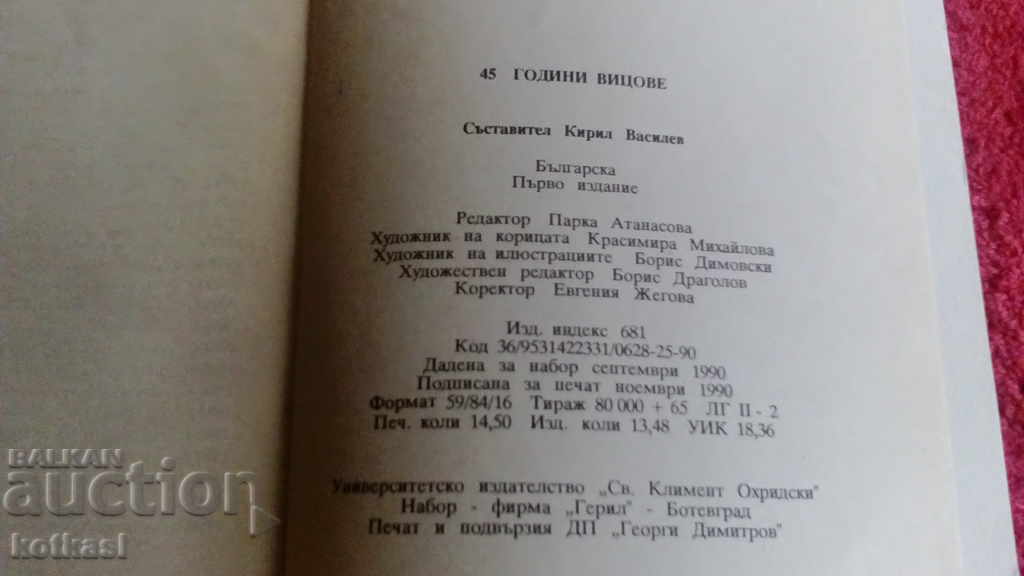 45 ГОДИНИ ВИЦОВЕ
Съставител Кирил Василев
Българска
Първо издание
Редактор Парка Атанасова
Художник на корицата Красимира Михайлова
Художник на илюстрациите Борис Димовски
Художествен редактор Борис Драголов
Коректор Евгения Жегова
Изд. индекс 681
Код 36/9531422331/0628-25-90
Дадена за набор септември 1990
Подписана за печат ноември 1990
Формат 59/84/16 Тираж 80 000 + 65 ЛГ II - 2
Печ. коли 14,50 Изд. коли 13,48 УИК 18,36
Университетско издателство „Св. Климент Охридски"
Набор - фирма „Герил" - Ботевград
Печат и подвързия ДП „Георги Димитров"
BALKAN
auction
kotkasl